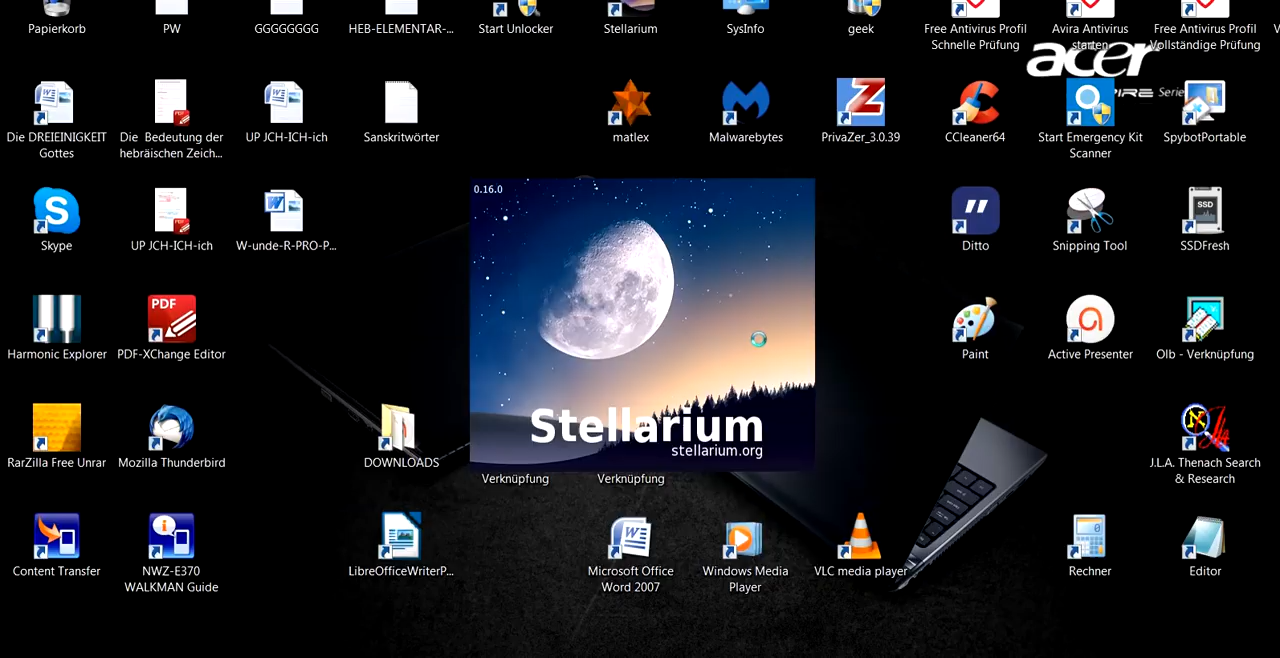 Papierkorb
PW
GGGGGGGG
HEB-ELEMENTAR-...
Start Unlocker
Stellarium
SysInfo
geek
Free Antivirus Profil
Schnelle Prüfung
Avira Antivirus
starten
Free Antivirus Profil
Vollständige Prüfung
acer
Serie
Die DREIEINIGKEIT
Gottes
Die Bedeutung der
hebräischen Zeich...
UP JCH-ICH-ich
Sanskritwörter
matlex
Malwarebytes
PrivaZer_3.0.39
CCleaner64
Start Emergency Kit
Scanner
SpybotPortable
0.16.0
Skype
UP JCH-ICH-ich
W-unde-R-PRO-P...
Ditto
Snipping Tool
SSD
SSDFresh
PDF
Harmonic Explorer
PDF-XChange Editor
Paint
Active Presenter
Olb - Verknüpfung
Stellarium
stellarium.org
RarZilla Free Unrar
Mozilla Thunderbird
DOWNLOADS
J.L.A. Thenach Search
& Research
Verknüpfung
Verknüpfung
Content Transfer
NWZ-E370
WALKMAN Guide
LibreOfficeWriterP...
Microsoft Office
Word 2007
Windows Media
Player
VLC media player
Rechner
Editor